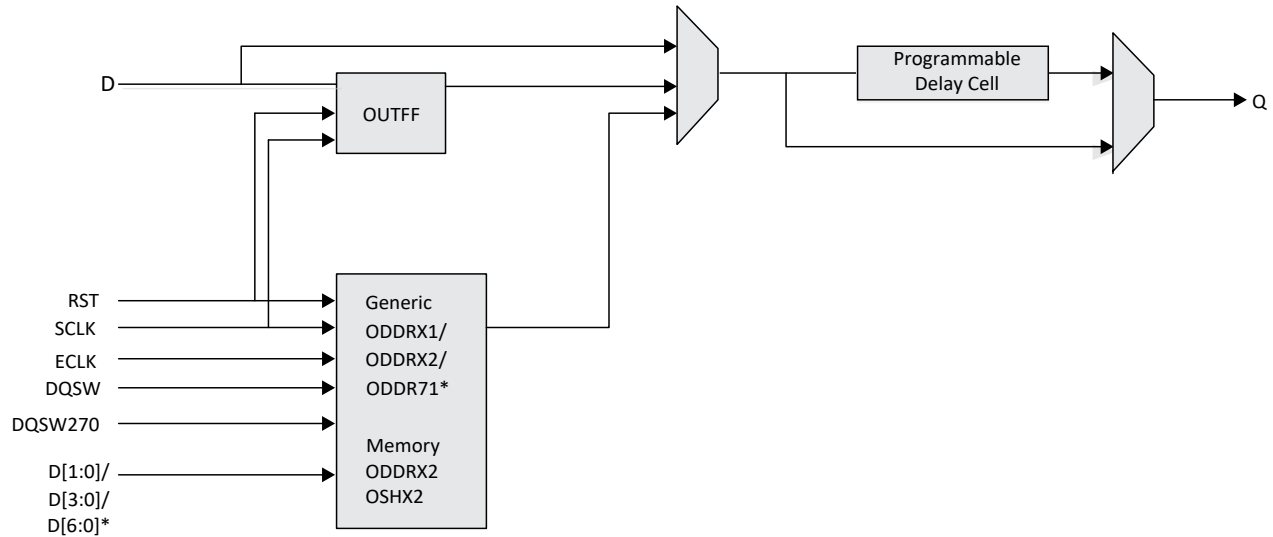 D
OUTFF
Programmable
Delay Cell
Q
RST
SCLK
ECLK
DQSW
DQSW270
D[1:0]/
D[3:0]/
D[6:0]*
Generic
ODDRX1/
ODDRX2/
ODDR71*
Memory
ODDRX2
OSHX2